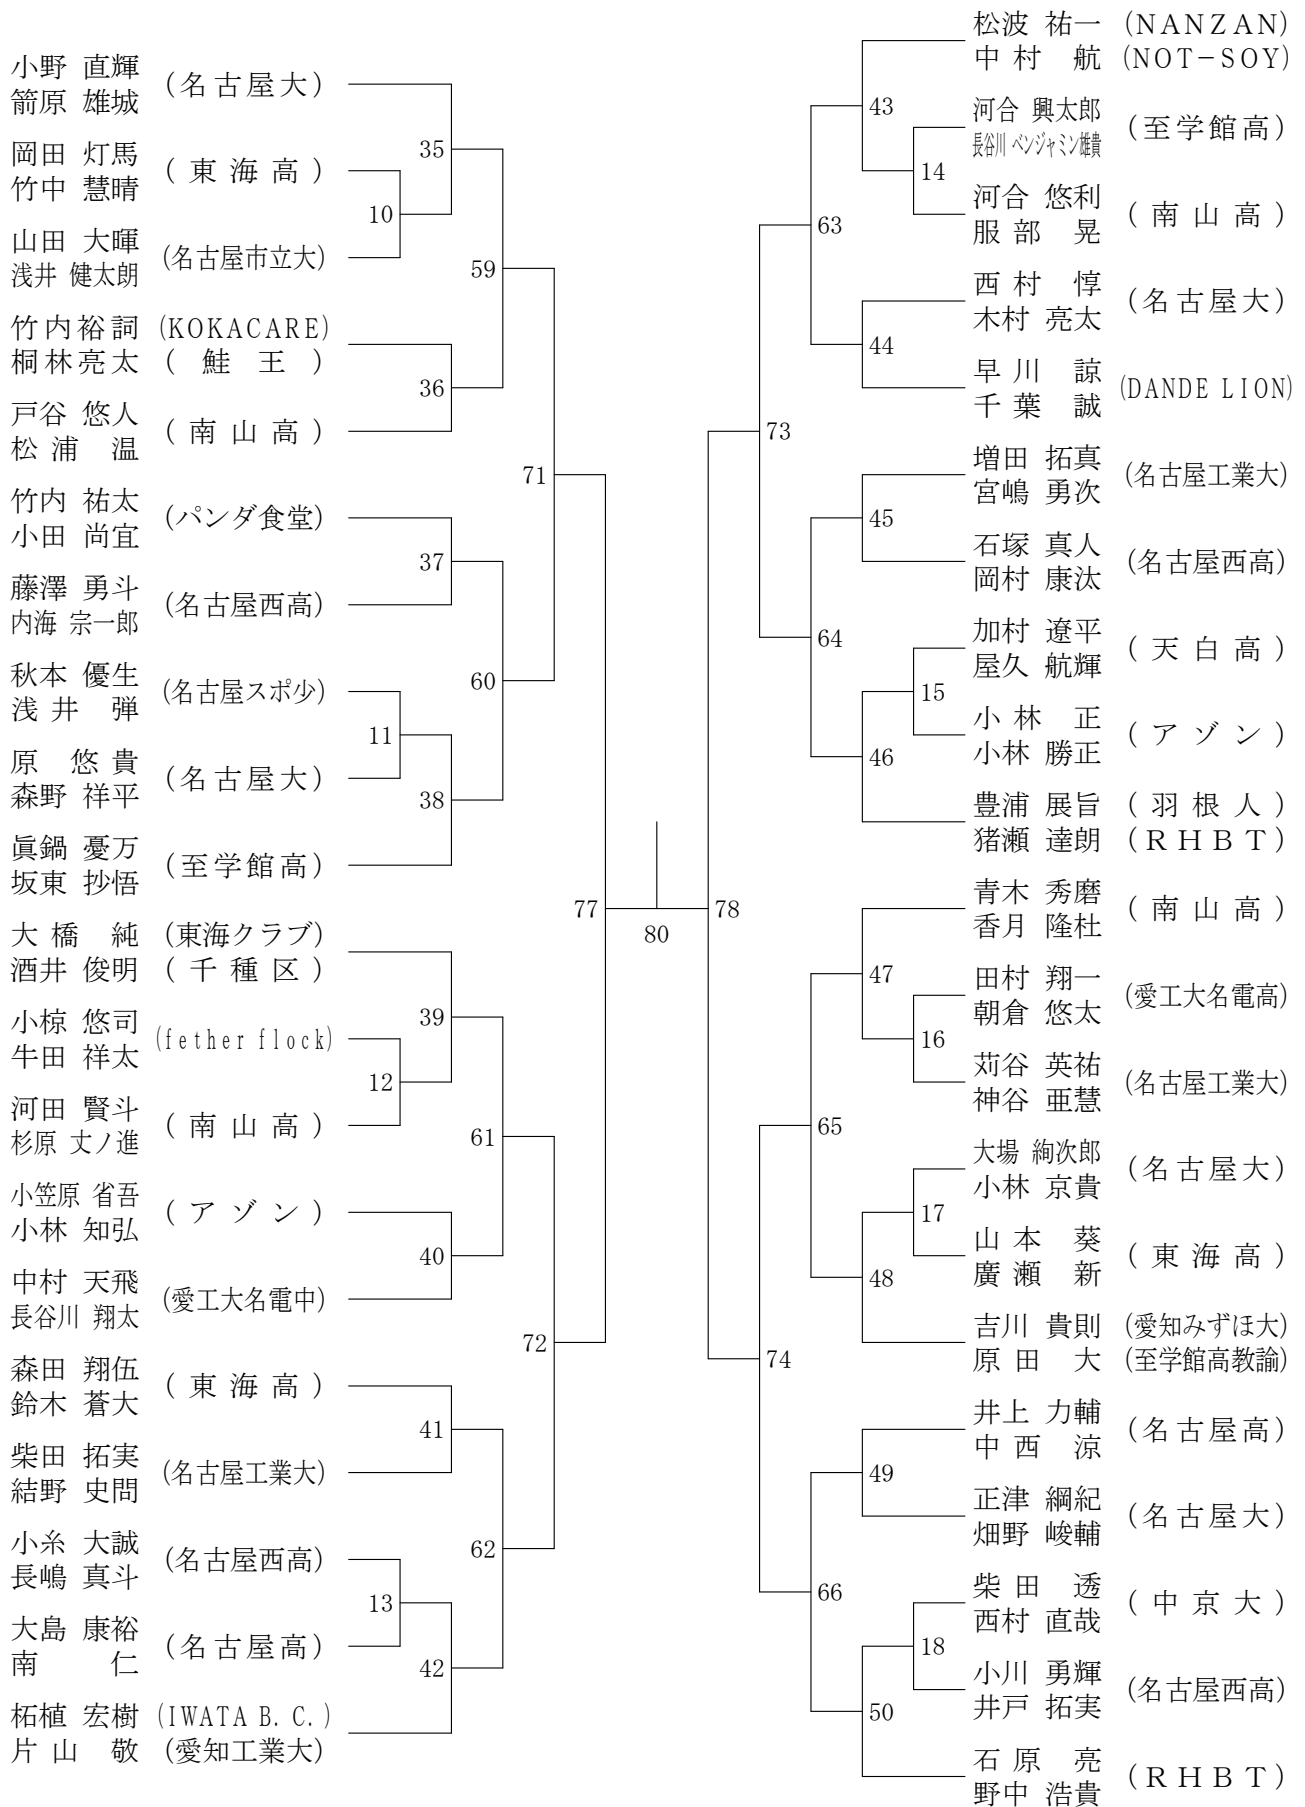 小野 直輝 (名古屋大)
箭原 雄城
岡田 灯馬 (東海高)
竹中 慧晴
山田 大暉 (名古屋市立大)
浅井 健太朗
竹内裕詞 (KOKACARE)
桐林亮太 (鮭王)
戸谷 悠人 (南山高)
松浦 温
竹内 祐太 (パンダ食堂)
小田 尚宜
藤澤 勇斗 (名古屋西高)
内海 宗一郎
秋本 優生 (名古屋スポ少)
浅井 弾
原 悠貴 (名古屋大)
森野 祥平
眞鍋 憂万 (至学館高)
坂東 抄悟
大橋 純 (東海クラブ)
酒井 俊明 (千種区)
小椋 悠司 (fether flock)
牛田 祥太
河田 賢斗 (南山高)
杉原 丈ノ進
小笠原 省吾 (アゾン)
小林 知弘
中村 天飛 (愛工大名電中)
長谷川 翔太
森田 翔伍 (東海高)
鈴木 蒼大
柴田 拓実 (名古屋工業大)
結野 史問
小糸 大誠 (名古屋西高)
長嶋 真斗
大島 康裕 (名古屋高)
南 仁
柘植 宏樹 (IWATA B.C.)
片山 敬 (愛知工業大)
35
10
59
36
71
37
60
11
38
77
39
12
61
40
72
41
62
13
42
80
78
43
14
63
44
73
45
64
15
46
47
16
65
17
48
74
49
66
18
50
松波 祐一 (NANZAN)
中村 航 (NOT-SOY)
河合 興太郎 (至学館高)
長谷川 ベンジャミン雄貴
河合 悠利 (南山高)
服部 晃
西村 惇 (名古屋大)
木村 亮太
早川 諒 (DANDE LION)
千葉 誠
増田 拓真 (名古屋工業大)
宮嶋 勇次
石塚 真人 (名古屋西高)
岡村 康汰
加村 遼平 (天白高)
屋久 航輝
小林 正 (アゾン)
小林 勝正
豊浦 展旨 (羽根人)
猪瀬 達朗 (RHBT)
青木 秀磨 (南山高)
香月 隆杜
田村 翔一 (愛工大名電高)
朝倉 悠太
苅谷 英祐 (名古屋工業大)
神谷 亜慧
大場 絢次郎 (名古屋大)
小林 京貴
山本 葵 (東海高)
廣瀬 新
吉川 貴則 (愛知みずほ大)
原田 大 (至学館高教諭)
井上 力輔 (名古屋高)
中西 涼
正津 綱紀 (名古屋大)
畑野 峻輔
柴田 透 (中京大)
西村 直哉
小川 勇輝 (名古屋西高)
井戸 拓実
石原 亮 (RHBT)
野中 浩貴